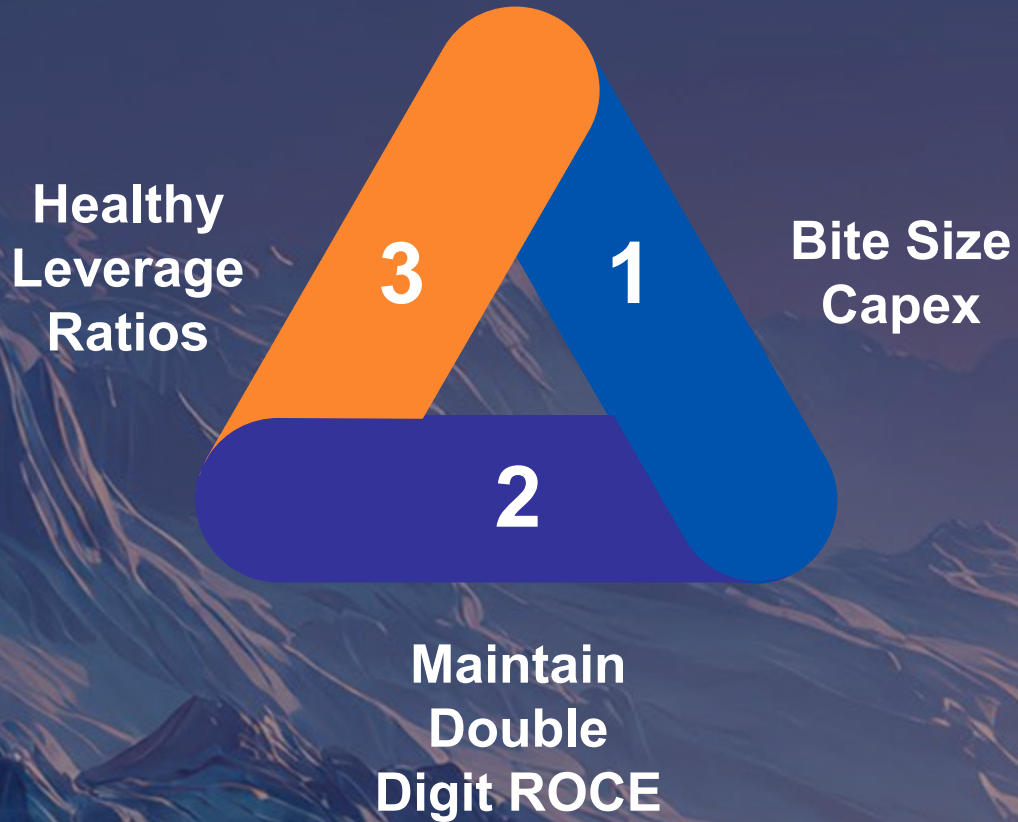 1
Bite Size
Capex
2
Maintain
Double
Digit ROCE
3
Healthy
Leverage
Ratios